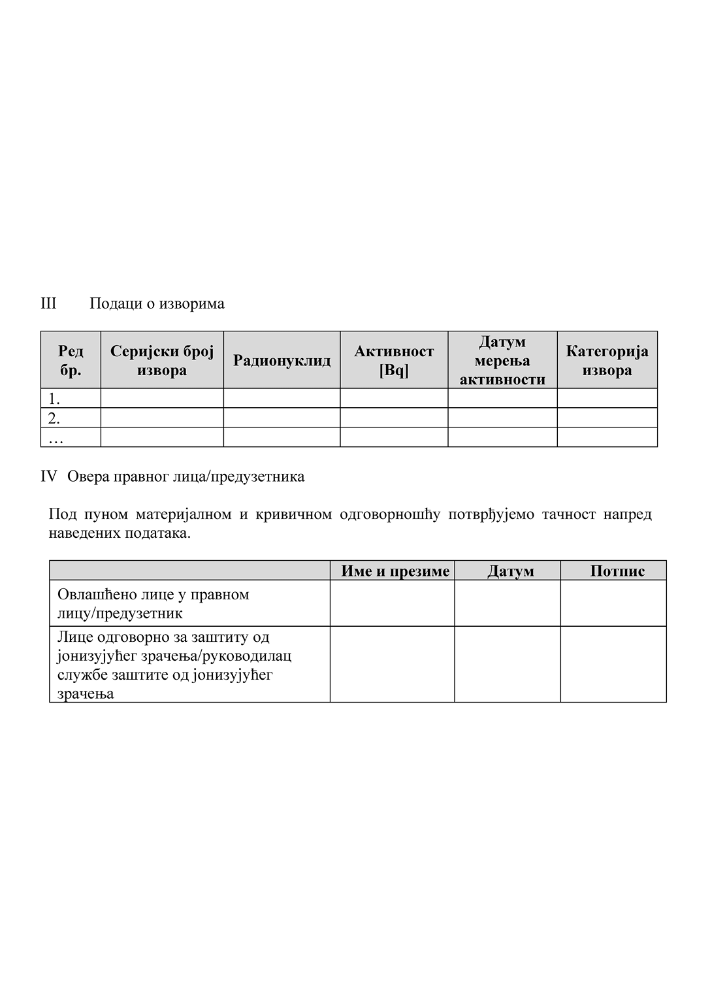 III Подаци о изворима
Ред бр. Серијски број извора Радионуклид Активност [Bq] Датум мерења активности Категорија извора
1.
2.
…
IV Овера правног лица/предузетника
Под пуном материјалном и кривичном одговорношћу потврђујемо тачност напред
наведених података.
Име и презиме Датум Потпис
Овлашћено лице у правном
лицу/предузетник
Лице одговорно за заштиту од
јонизујућег зрачења/руководилац
службе заштите од јонизујућег
зрачења